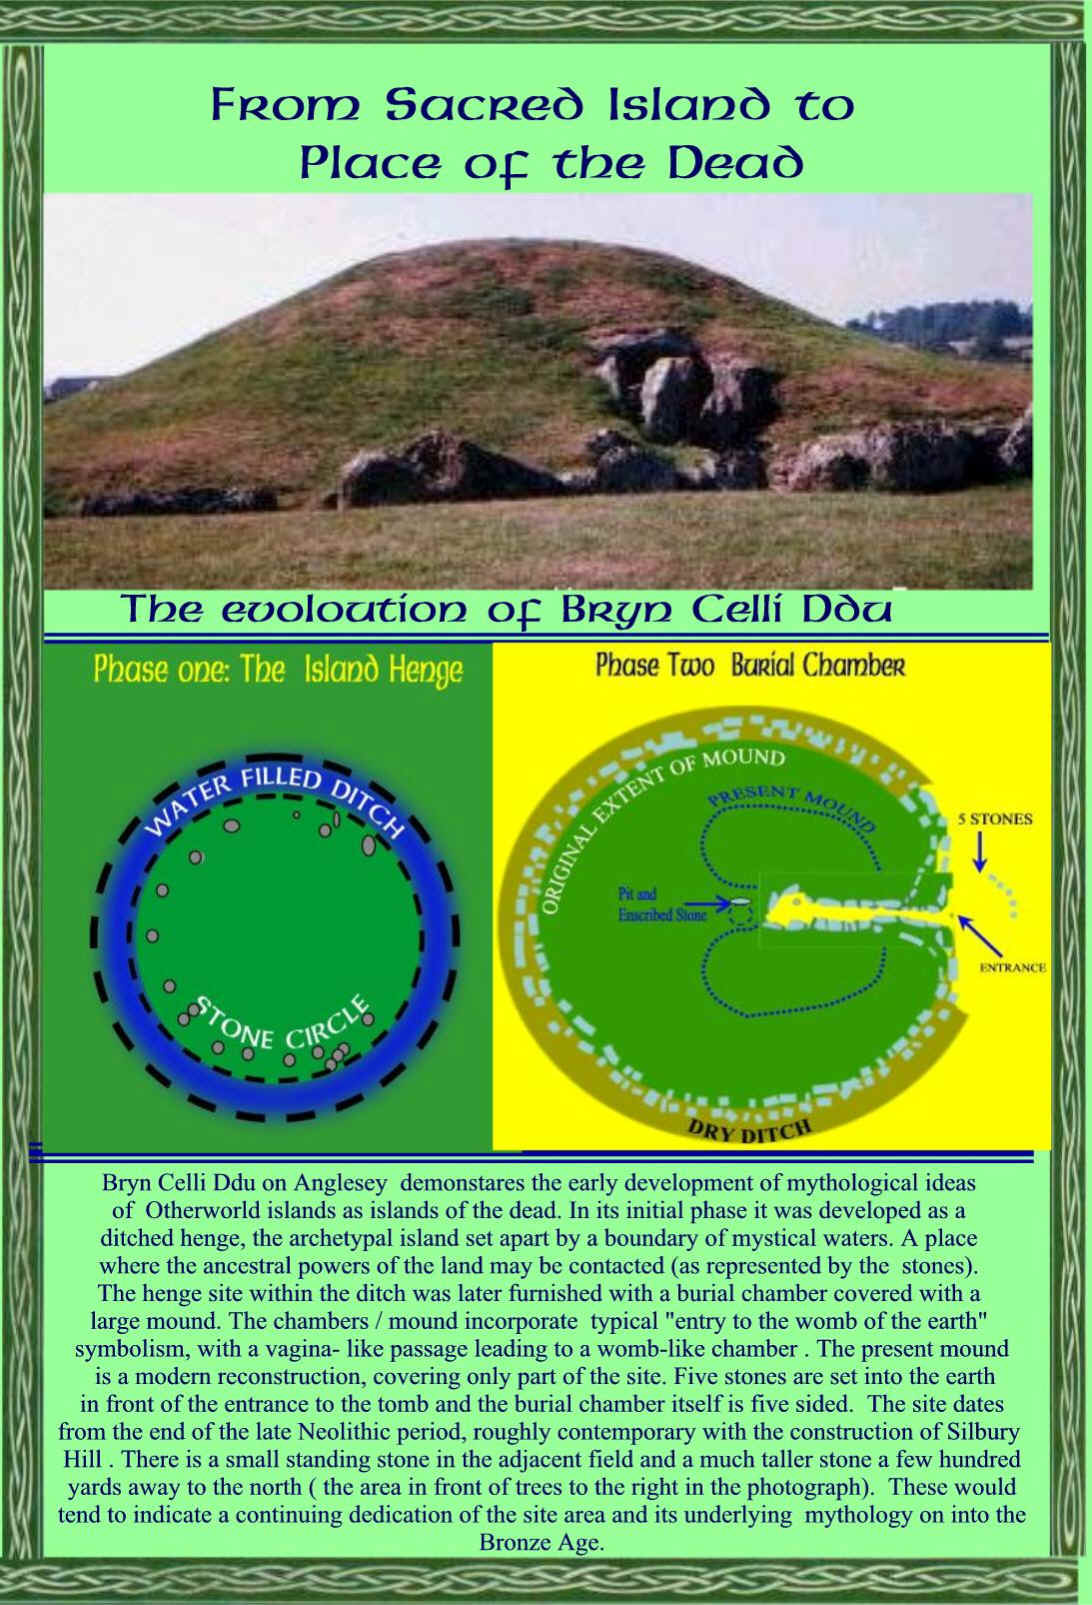 From Sacred Island to
Place of the Dead
The evoloution of Bryn Celli Ddu
Phase one: The Island Henge
WATER FILLED DITCH
STONE CIRCLE
Phase Two Burial Chamber
ORIGINAL EXTENT OF MOUND
PRESENT MOUND
5 STONES
Pit and
Enscribed Stone
ENTRANCE
DRY DITCH
Bryn Celli Ddu on Anglesey demonstares the early development of mythological ideas
of Otherworld islands as islands of the dead. In its initial phase it was developed as a
ditched henge, the archetypal island set apart by a boundary of mystical waters. A place
where the ancestral powers of the land may be contacted (as represented by the stones).
The henge site within the ditch was later furnished with a burial chamber covered with a
large mound. The chambers / mound incorporate typical "entry to the womb of the earth"
symbolism, with a vagina- like passage leading to a womb-like chamber . The present mound
is a modern reconstruction, covering only part of the site. Five stones are set into the earth
in front of the entrance to the tomb and the burial chamber itself is five sided. The site dates
from the end of the late Neolithic period, roughly contemporary with the construction of Silbury
Hill . There is a small standing stone in the adjacent field and a much taller stone a few hundred
yards away to the north ( the area in front of trees to the right in the photograph). These would
tend to indicate a continuing dedication of the site area and its underlying mythology on into the
Bronze Age.